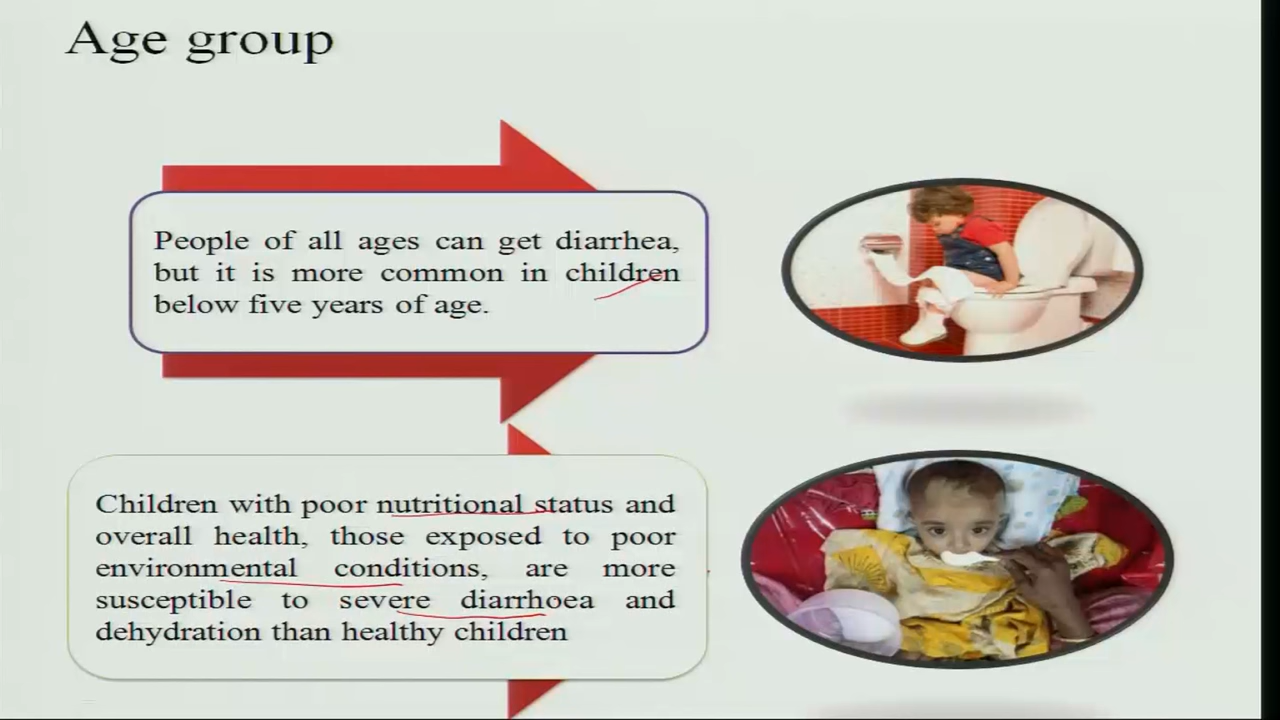 Age group
People of all ages can get diarrhea,
but it is more common in children
below five years of age.
Children with poor nutritional status and
overall health, those exposed to poor
environmental conditions, are more
susceptible to severe diarrhoea and
dehydration than healthy children